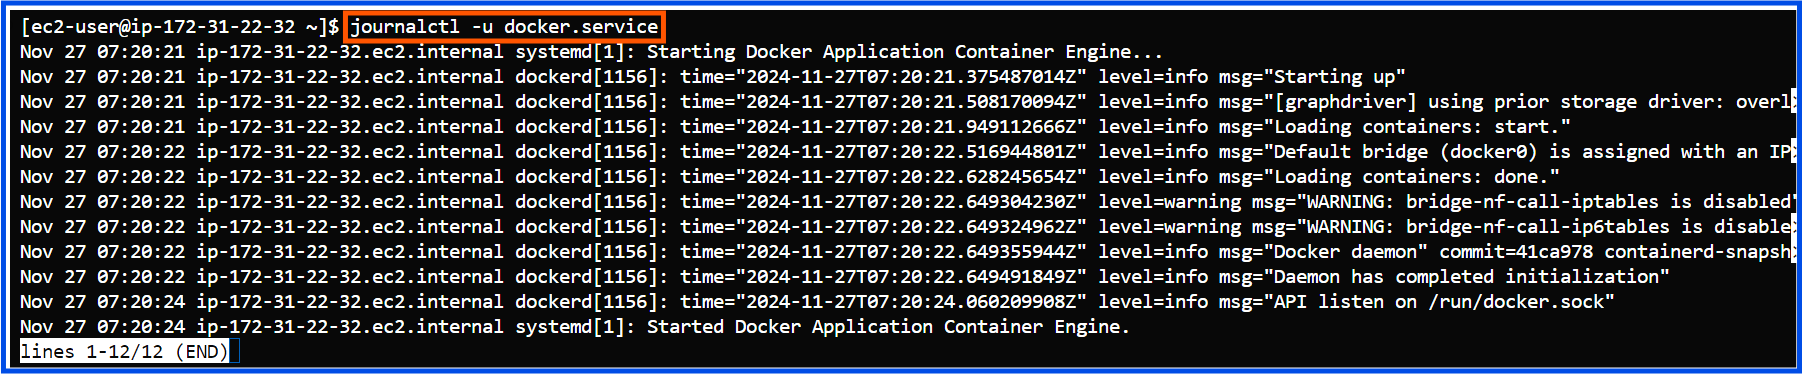 [ec2-user@ip-172-31-22-32 ~]$ journalctl -u docker.service
Nov 27 07:20:21 ip-172-31-22-32.ec2.internal systemd[1]: Starting Docker Application Container Engine...
Nov 27 07:20:21 ip-172-31-22-32.ec2.internal dockerd[1156]: time="2024-11-27T07:20:21.375487014Z" level=info msg="Starting up"
Nov 27 07:20:21 ip-172-31-22-32.ec2.internal dockerd[1156]: time="2024-11-27T07:20:21.508170094Z" level=info msg="[graphdriver] using prior storage driver: overl>
Nov 27 07:20:21 ip-172-31-22-32.ec2.internal dockerd[1156]: time="2024-11-27T07:20:21.949112666Z" level=info msg="Loading containers: start."
Nov 27 07:20:22 ip-172-31-22-32.ec2.internal dockerd[1156]: time="2024-11-27T07:20:22.516944801Z" level=info msg="Default bridge (docker0) is assigned with an IP>
Nov 27 07:20:22 ip-172-31-22-32.ec2.internal dockerd[1156]: time="2024-11-27T07:20:22.628245654Z" level=info msg="Loading containers: done."
Nov 27 07:20:22 ip-172-31-22-32.ec2.internal dockerd[1156]: time="2024-11-27T07:20:22.649304230Z" level=warning msg="WARNING: bridge-nf-call-iptables is disabled"
Nov 27 07:20:22 ip-172-31-22-32.ec2.internal dockerd[1156]: time="2024-11-27T07:20:22.649324962Z" level=warning msg="WARNING: bridge-nf-call-ip6tables is disable>
Nov 27 07:20:22 ip-172-31-22-32.ec2.internal dockerd[1156]: time="2024-11-27T07:20:22.649355944Z" level=info msg="Docker daemon" commit=41ca978 containerd-snapsh>
Nov 27 07:20:22 ip-172-31-22-32.ec2.internal dockerd[1156]: time="2024-11-27T07:20:22.649491849Z" level=info msg="Daemon has completed initialization"
Nov 27 07:20:24 ip-172-31-22-32.ec2.internal dockerd[1156]: time="2024-11-27T07:20:24.060209908Z" level=info msg="API listen on /run/docker.sock"
Nov 27 07:20:24 ip-172-31-22-32.ec2.internal systemd[1]: Started Docker Application Container Engine.
lines 1-12/12 (END)